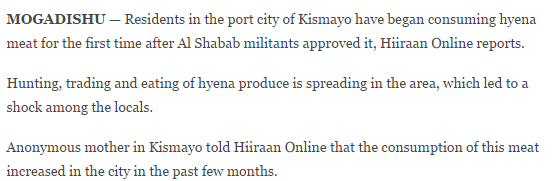 MOGADISHU — Residents in the port city of Kismayo have began consuming hyena
meat for the first time after Al Shabab militants approved it, Hiiraan Online reports.
Hunting, trading and eating of hyena produce is spreading in the area, which led to a
shock among the locals.
Anonymous mother in Kismayo told Hiiraan Online that the consumption of this meat
increased in the city in the past few months.